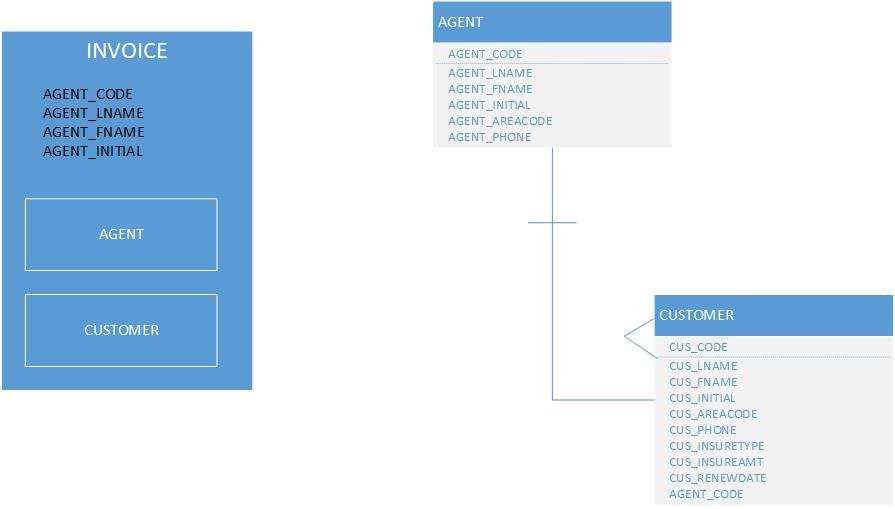 INVOICE
AGENT_CODE
AGENT_LNAME
AGENT_FNAME
AGENT_INITIAL
AGENT
CUSTOMER
AGENT
AGENT_CODE
AGENT_LNAME
AGENT_FNAME
AGENT_INITIAL
AGENT_AREACODE
AGENT_PHONE
CUSTOMER
CUS_CODE
CUS_LNAME
CUS_FNAME
CUS_INITIAL
CUS_AREACODE
CUS_PHONE
CUS_INSURETYPE
CUS_INSUREAMT
CUS_RENEWDATE
AGENT_CODE